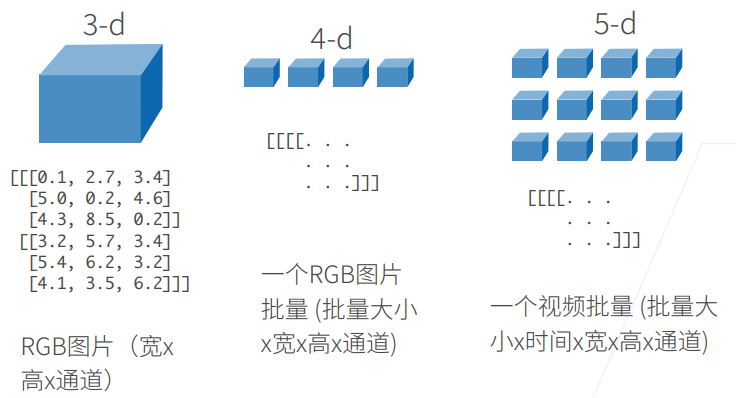 3-d
[[[0.1, 2.7, 3.4]
[5.0, 0.2, 4.6]
[4.3, 8.5, 0.2]]
[[3.2, 5.7, 3.4]
[5.4, 6.2, 3.2]
[4.1, 3.5, 6.2]]]
RGB图片（宽x
高x通道）
4-d
[[[[. . .
. . .
. . .]]]
一个RGB图片
批量 (批量大小
x宽x高x通道)
5-d
[[[[. . .
. . .
. . .]]]
一个视频批量 (批量大
小x时间x宽x高x通道)